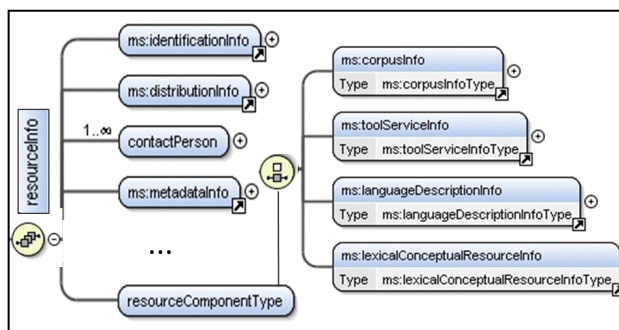 resourceInfo
ms:identificationInfo
ms:distributionInfo
1..∞
contactPerson
ms:metadataInfo
...
resourceComponentType
ms:corpusInfo
Type ms:corpusInfoType
ms:toolServiceInfo
Type ms:toolServiceInfoType
ms:languageDescriptionInfo
Type ms:languageDescriptionInfoType
ms:lexicalConceptualResourceInfo
Type ms:lexicalConceptualResourceInfoType